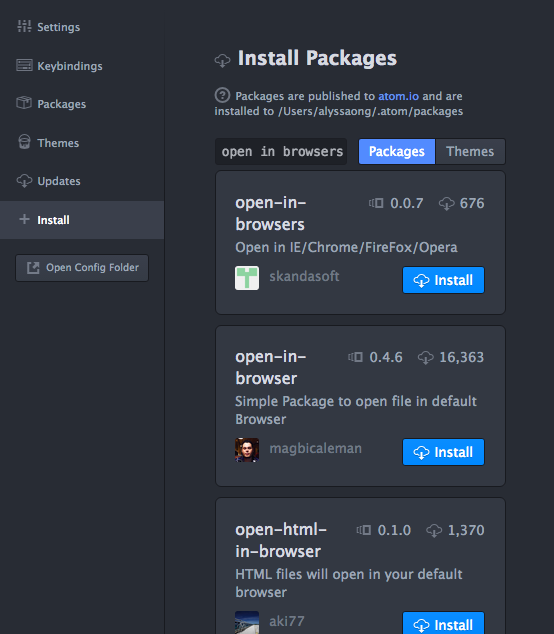 Settings
Keybindings
Packages
Themes
Updates
Install
Open Config Folder
Install Packages
Packages are published to atom.io and are
installed to /Users/alyssaong/.atom/packages
open in browsers
Packages Themes
open-in-
browsers
0.0.7 676
Open in IE/Chrome/FireFox/Opera
skandasoft
Install
open-in-
browser
0.4.6 16,363
Simple Package to open file in default
Browser
magbicaleman
Install
open-html-
in-browser
0.1.0 1,370
HTML files will open in your default
browser
aki77
Install